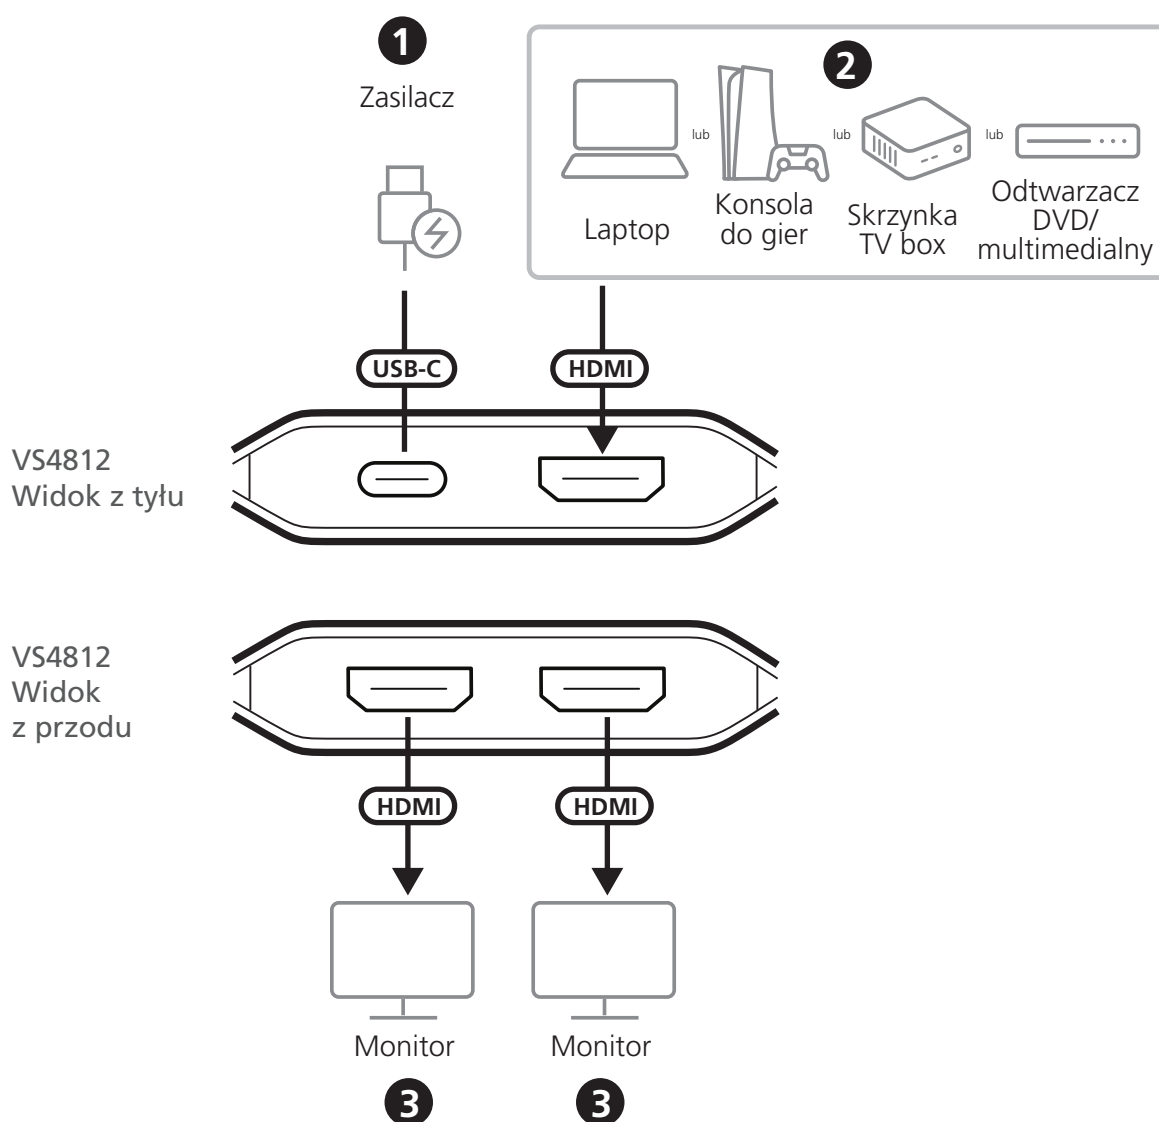 1
Zasilacz
2
lub
lub
lub
Laptop
Konsola
do gier
Skrzynka
TV box
Odtwarzacz
DVD/
multimedialny
USB-C
HDMI
VS4812
Widok z tyłu
VS4812
Widok
z przodu
HDMI
HDMI
Monitor
Monitor
3
3